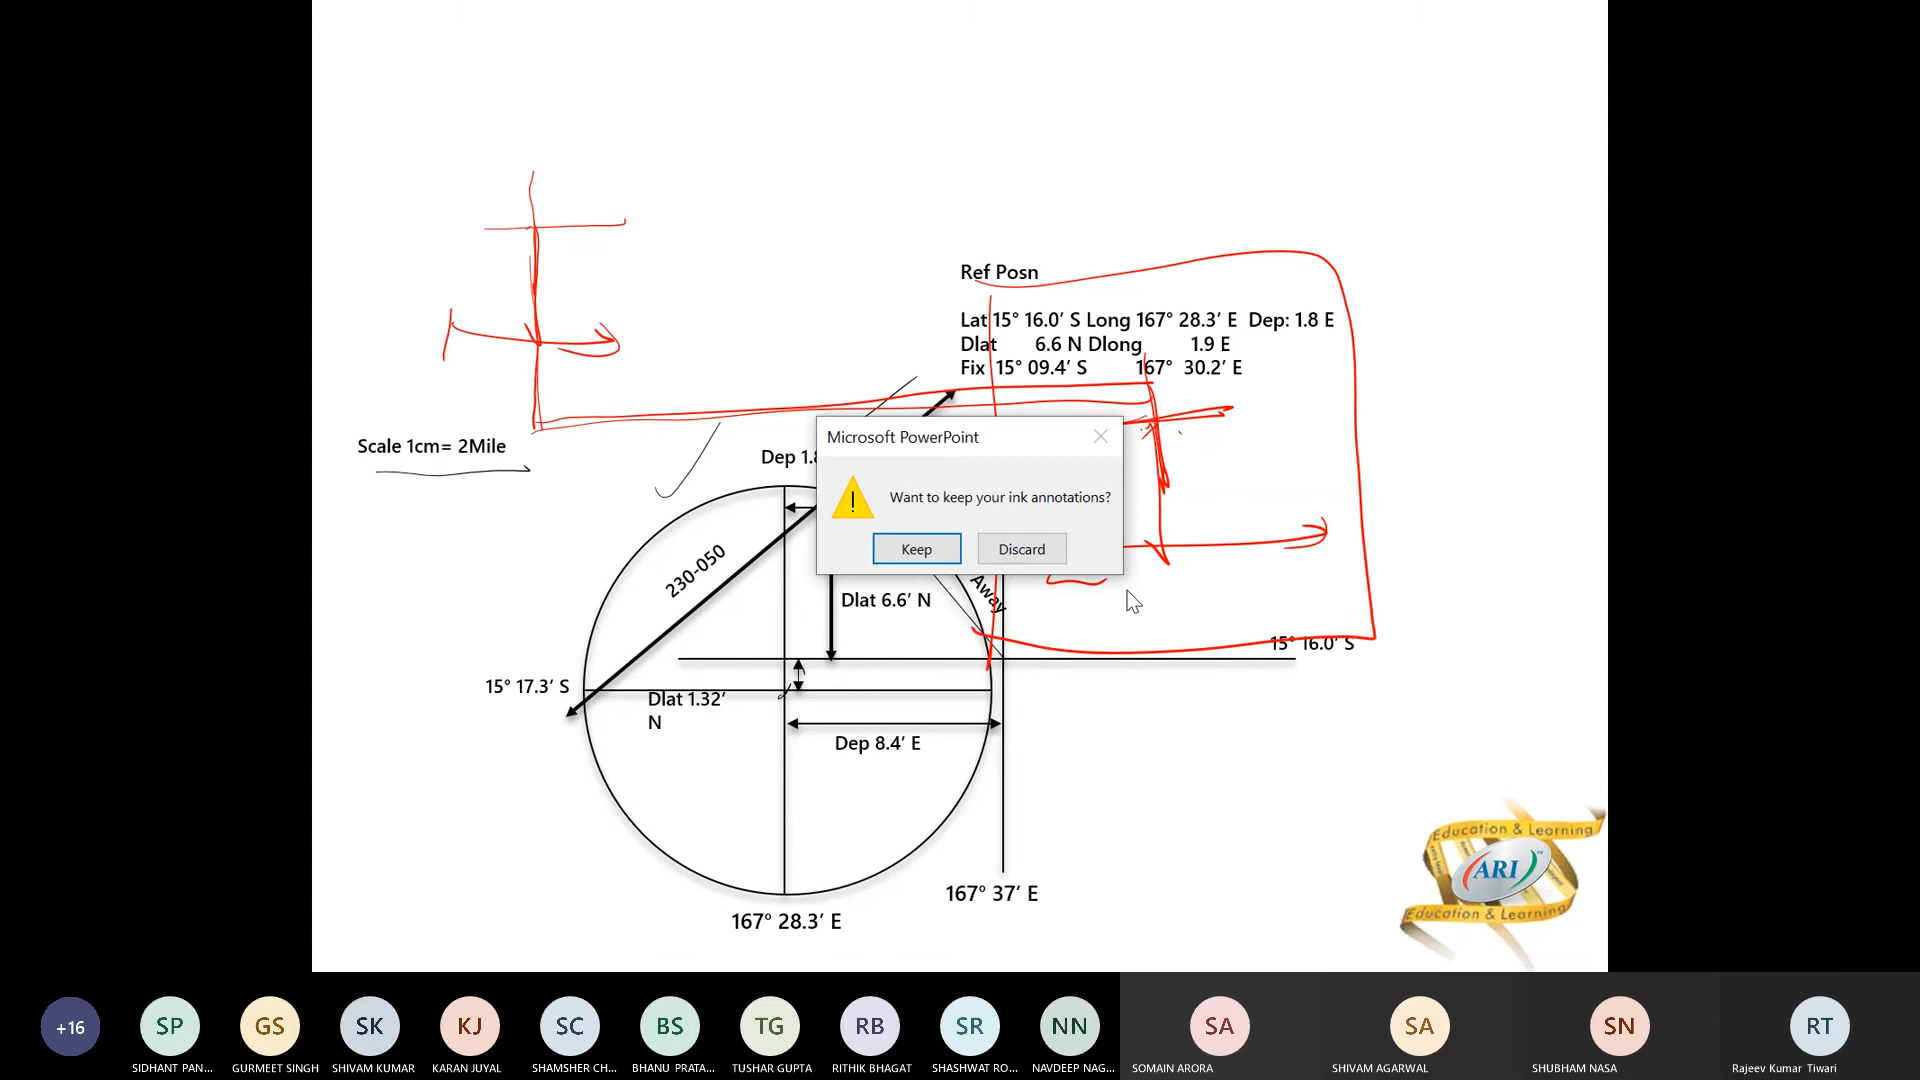 Ref Posn
Lat 15° 16.0’ S Long 167° 28.3’ E Dep: 1.8 E
Dlat 6.6 N Dlong 1.9 E
Fix 15° 09.4’ S 167° 30.2’ E
Scale 1cm= 2Mile
Dep 1.8
Microsoft PowerPoint
Want to keep your ink annotations?
Keep
Discard
230-050
Away
Dlat 6.6’ N
15° 16.0’ S
15° 17.3’ S
Dlat 1.32’
N
Dep 8.4’ E
167° 37’ E
167° 28.3’ E
Education & Learning
ARI
Education & Learning
+16
SP
GS
SK
KJ
SC
BS
TG
RB
SR
NN
SA
SA
SN
RT
SIDHANT PAN...
GURMEET SINGH
SHIVAM KUMAR
KARAN JUYAL
SHAMSHER CH...
BHANU PRATA...
TUSHAR GUPTA
RITHIK BHAGAT
SHASHWAT RO...
NAVDEEP NAG...
SOMAIN ARORA
SHIVAM AGARWAL
SHUBHAM NASA
Rajeev Kumar Tiwari